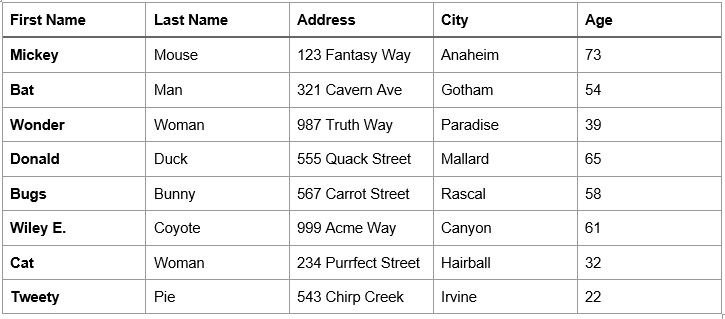 First Name Last Name Address City Age
Mickey Mouse 123 Fantasy Way Anaheim 73
Bat Man 321 Cavern Ave Gotham 54
Wonder Woman 987 Truth Way Paradise 39
Donald Duck 555 Quack Street Mallard 65
Bugs Bunny 567 Carrot Street Rascal 58
Wiley E. Coyote 999 Acme Way Canyon 61
Cat Woman 234 Purrfect Street Hairball 32
Tweety Pie 543 Chirp Creek Irvine 22